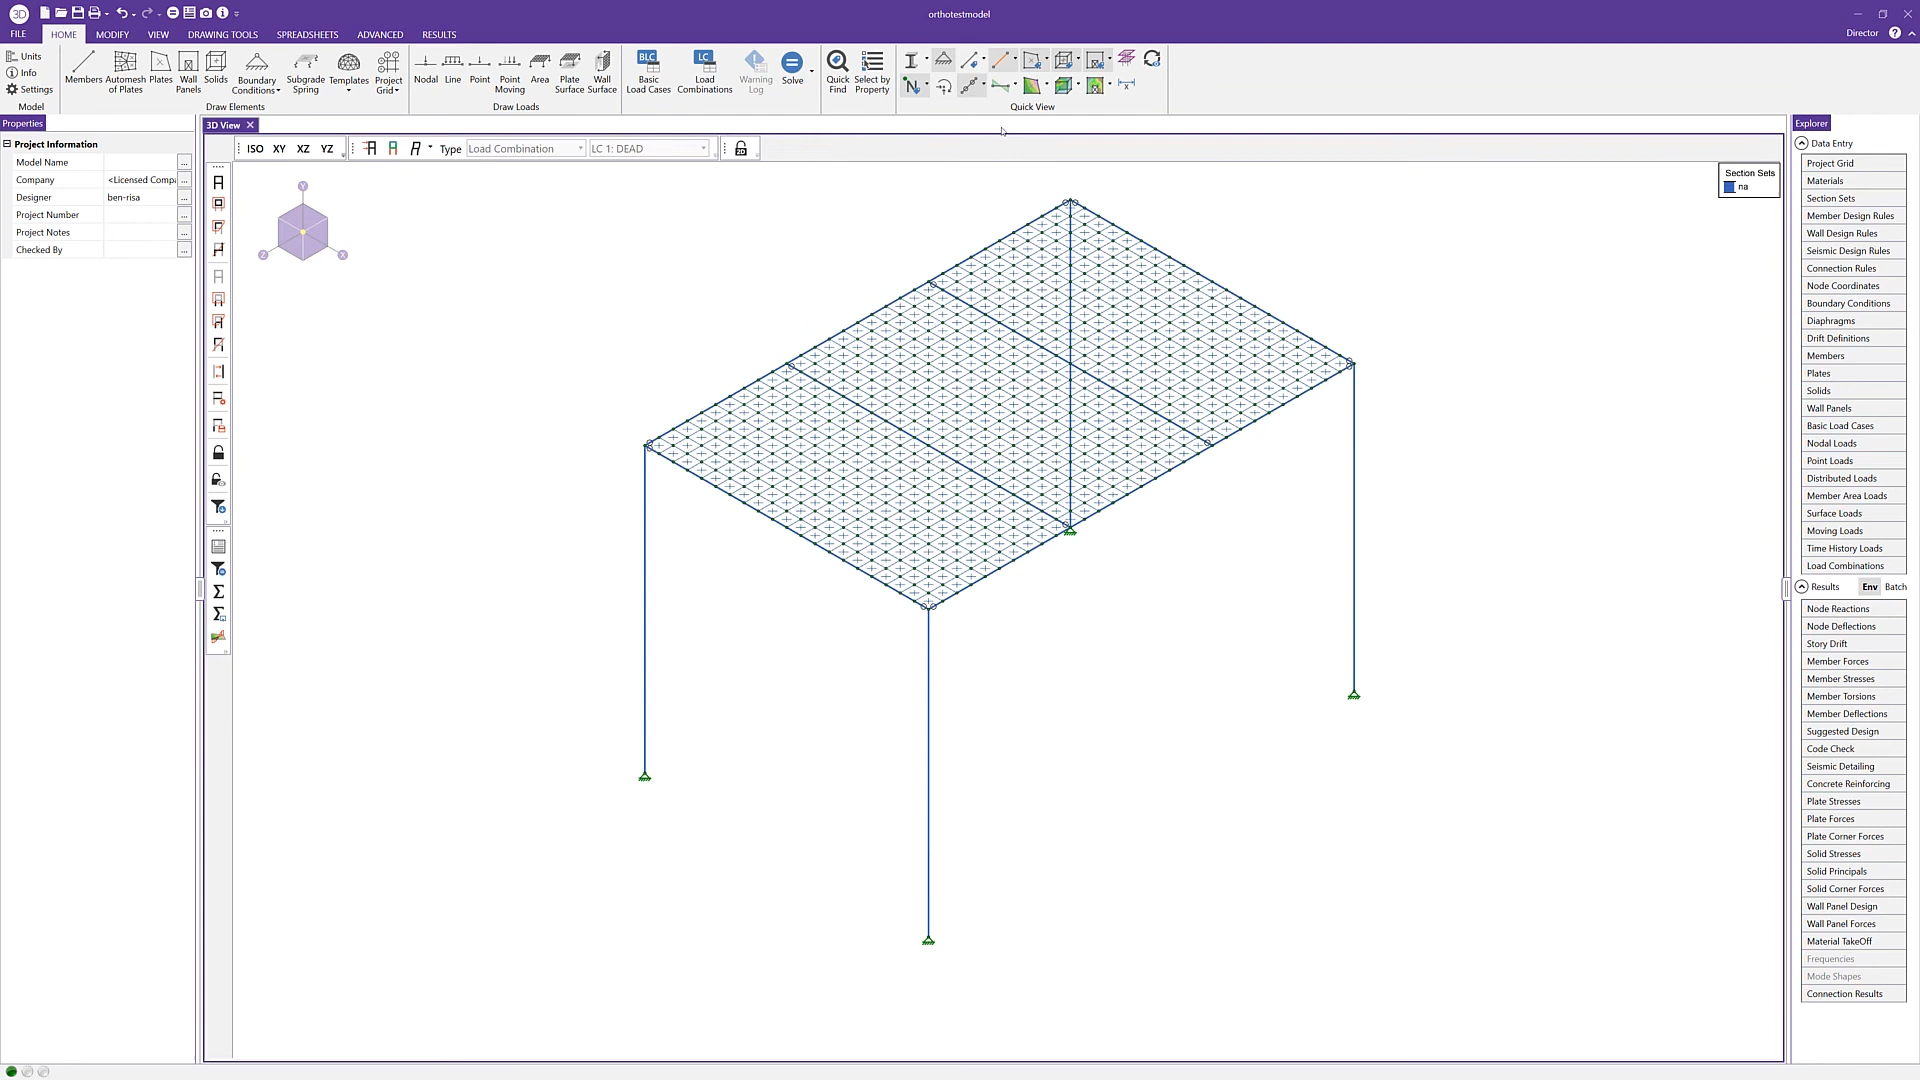 3D
orthotestmodel
FILE HOME MODIFY VIEW DRAWING TOOLS SPREADSHEETS ADVANCED RESULTS
Director
Units
Info
Settings
Model
Members
Automesh of Plates
Plates
Wall Panels
Solids
Boundary Conditions
Subgrade Spring
Templates
Project Grid
Draw Elements
Nodal
Line
Point
Point Moving
Area
Plate Surface
Wall Surface
Draw Loads
BLC
Basic Load Cases
LC
Load Combinations
Warning Log
Solve
Quick Find
Select by Property
Quick View
Properties
Project Information
Model Name
Company <Licensed Compa
Designer ben-risa
Project Number
Project Notes
Checked By
3D View
ISO XY XZ YZ Type Load Combination LC 1: DEAD
Y
Z
X
Section Sets
na
Explorer
Data Entry
Project Grid
Materials
Section Sets
Member Design Rules
Wall Design Rules
Seismic Design Rules
Connection Rules
Node Coordinates
Boundary Conditions
Diaphragms
Drift Definitions
Members
Plates
Solids
Wall Panels
Basic Load Cases
Nodal Loads
Point Loads
Distributed Loads
Member Area Loads
Surface Loads
Moving Loads
Time History Loads
Load Combinations
Results Env Batch
Node Reactions
Node Deflections
Story Drift
Member Forces
Member Stresses
Member Torsions
Member Deflections
Suggested Design
Code Check
Seismic Detailing
Concrete Reinforcing
Plate Stresses
Plate Forces
Plate Corner Forces
Solid Stresses
Solid Principals
Solid Corner Forces
Wall Panel Design
Wall Panel Forces
Material TakeOff
Frequencies
Mode Shapes
Connection Results